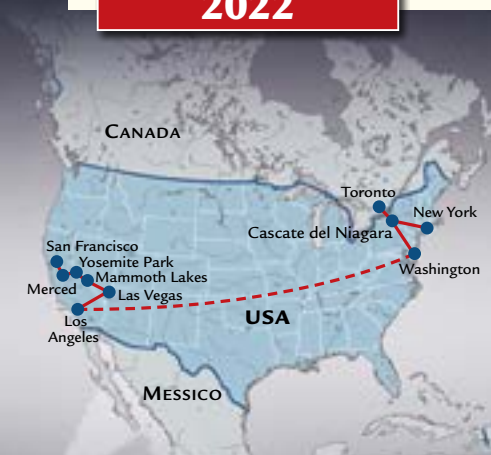 2022
CANADA
Toronto
New York
Cascate del Niagara
Washington
San Francisco
Yosemite Park
Mammoth Lakes
Merced
Las Vegas
Los
Angeles
USA
MESSICO